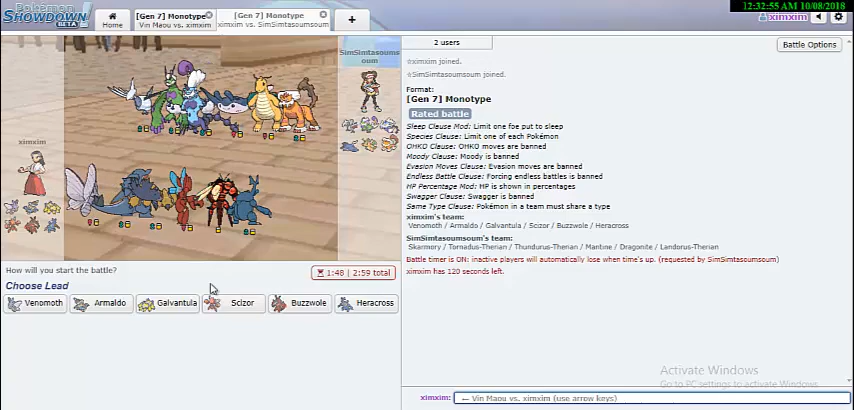 Pokémon
SHOWDOWN!
BETA
Home
[Gen 7] Monotype
Vin Maou vs. ximxim
[Gen 7] Monotype
ximxim vs. SimSimtasoumsoum
+
12:32:55 AM 10/08/2018
ximxim
SimSimtasoums
oum
ximxim
2 users
Battle Options
☆ximxim joined.
☆SimSimtasoumsoum joined.
Format:
[Gen 7] Monotype
Rated battle
Sleep Clause Mod: Limit one foe put to sleep
Species Clause: Limit one of each Pokémon
OHKO Clause: OHKO moves are banned
Moody Clause: Moody is banned
Evasion Moves Clause: Evasion moves are banned
Endless Battle Clause: Forcing endless battles is banned
HP Percentage Mod: HP is shown in percentages
Swagger Clause: Swagger is banned
Same Type Clause: Pokémon in a team must share a type
ximxim's team:
Venomoth / Armaldo / Galvantula / Scizor / Buzzwole / Heracross
SimSimtasoumsoum's team:
Skarmory / Tornadus-Therian / Thundurus-Therian / Mantine / Dragonite / Landorus-Therian
Battle timer is ON: inactive players will automatically lose when time's up. (requested by SimSimtasoumsoum)
ximxim has 120 seconds left.
How will you start the battle?
1:48 | 2:59 total
Choose Lead
Venomoth
Armaldo
Galvantula
Scizor
Buzzwole
Heracross
Activate Windows
Go to PC settings to activate Windows.
ximxim:
← Vin Maou vs. ximxim (use arrow keys)